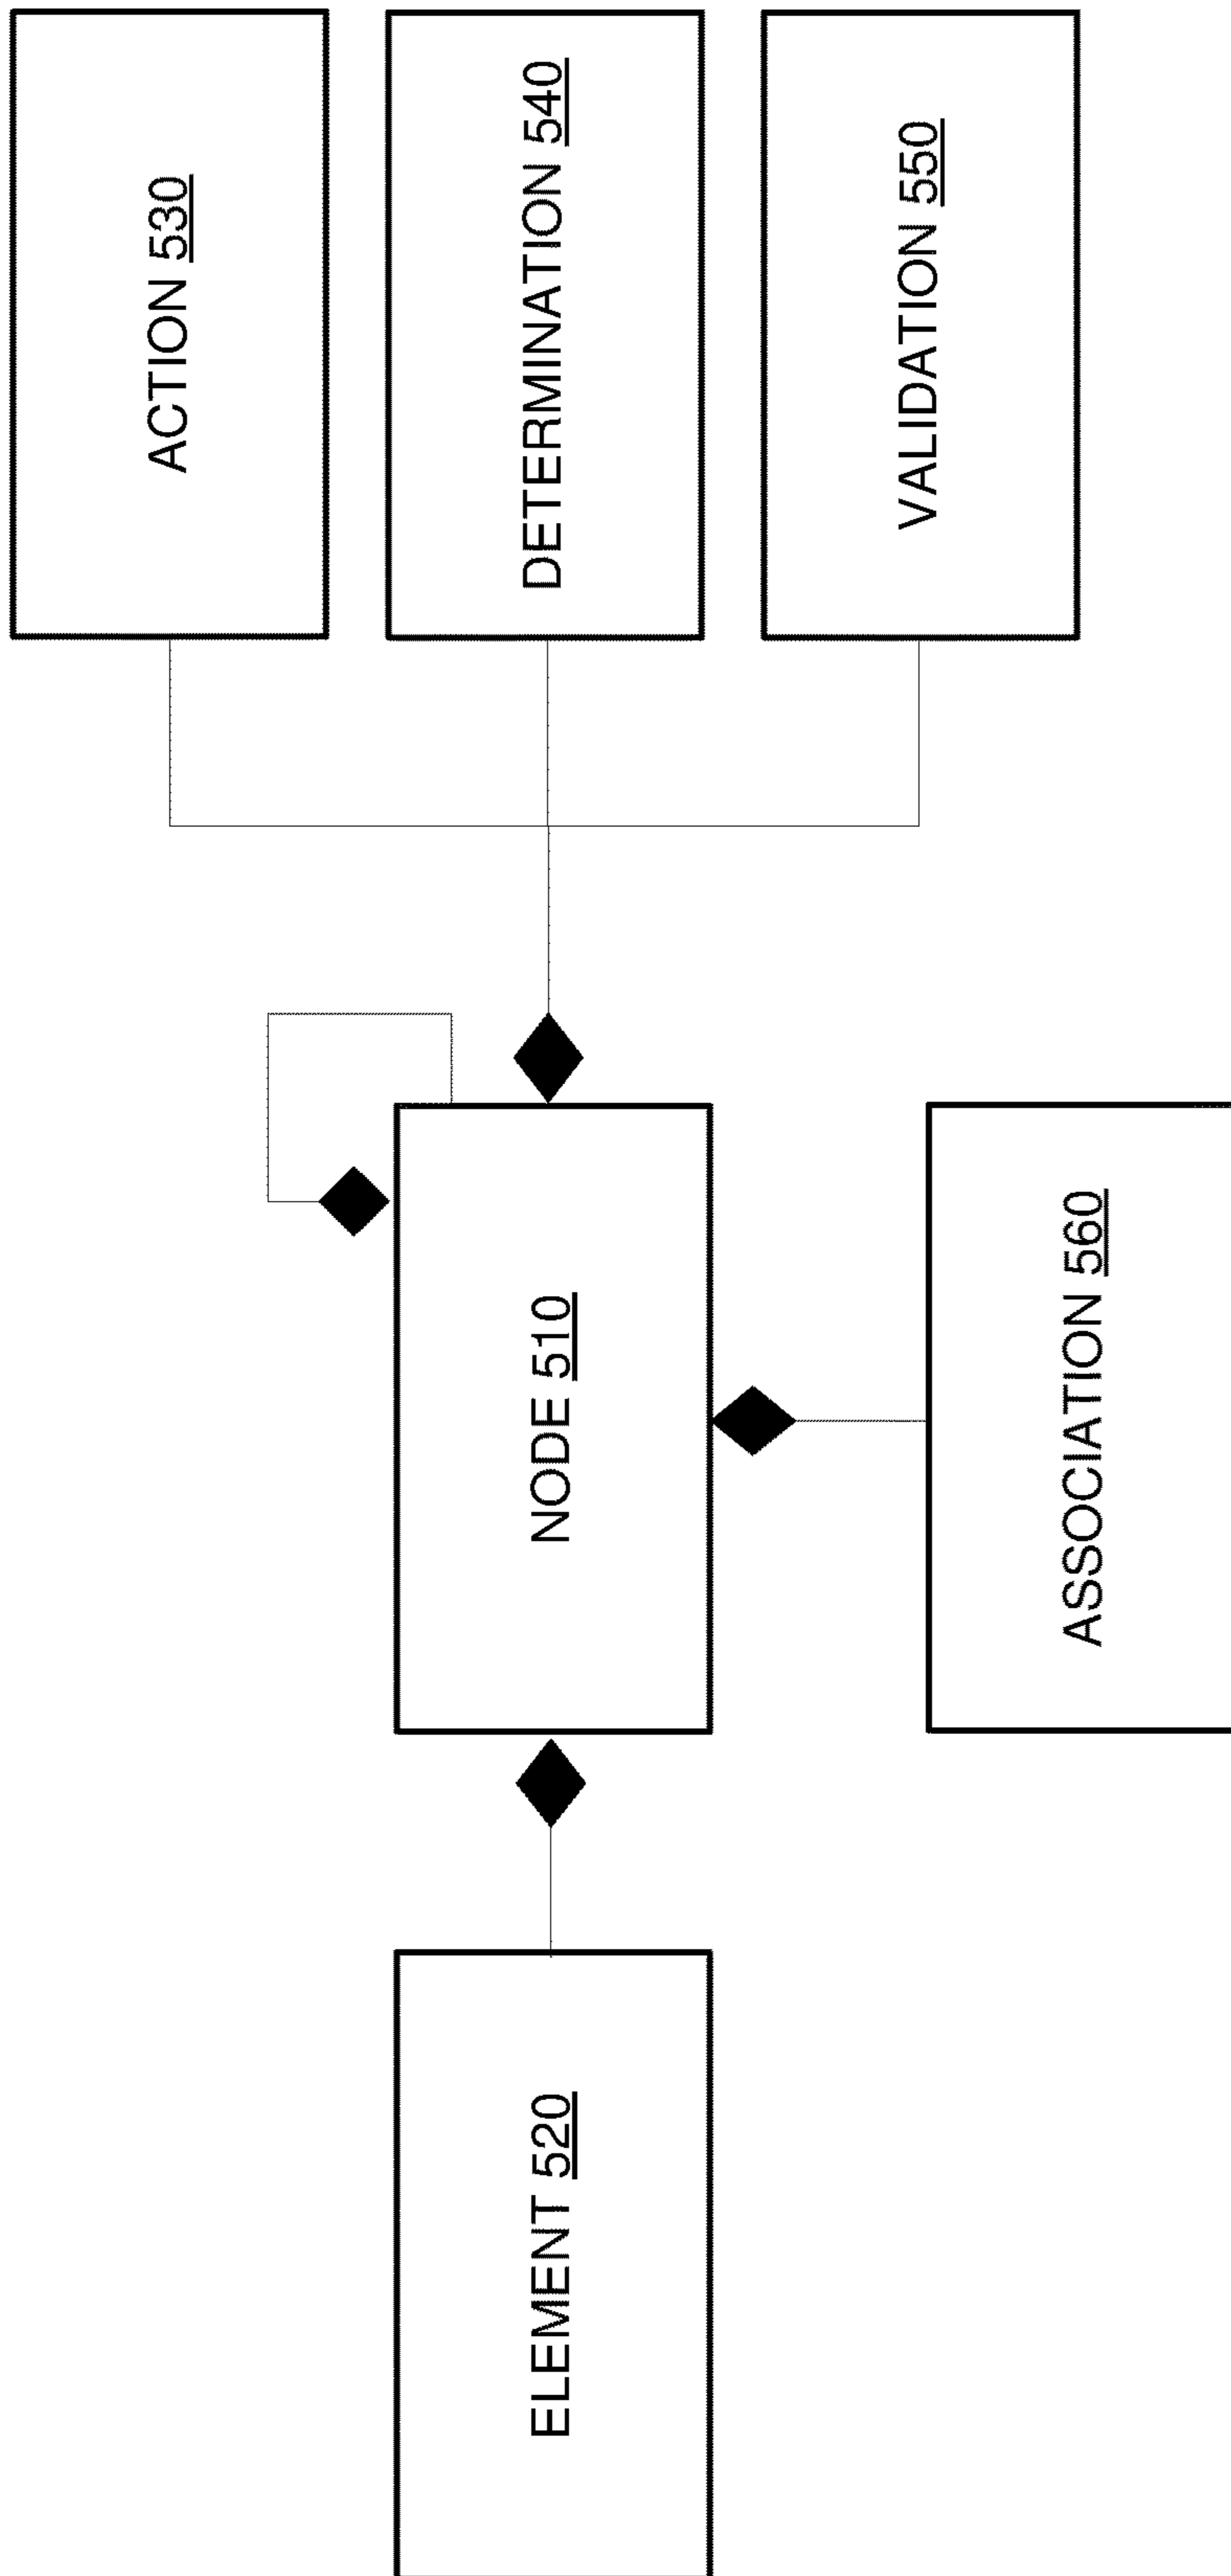 ACTION 530
DETERMINATION 540
VALIDATION 550
NODE 510
ASSOCIATION 560
ELEMENT 520